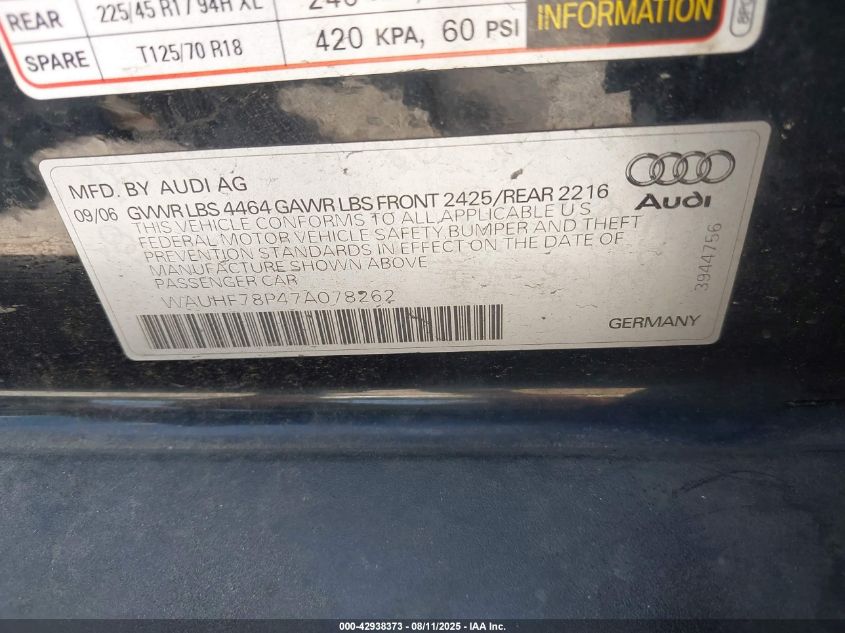 REAR 225/45 R17 94H XL 240
SPARE T125/70 R18 420 KPA, 60 PSI
INFORMATION
MFD. BY AUDI AG
09/06 GVWR LBS 4464 GAWR LBS FRONT 2425/REAR 2216
THIS VEHICLE CONFORMS TO ALL APPLICABLE U S
FEDERAL MOTOR VEHICLE SAFETY, BUMPER AND THEFT
PREVENTION STANDARDS IN EFFECT ON THE DATE OF
MANUFACTURE SHOWN ABOVE
PASSENGER CAR
WAUHF78P47A078262
Audi
3944756
GERMANY
000-42938373 - 08/11/2025 - IAA Inc.